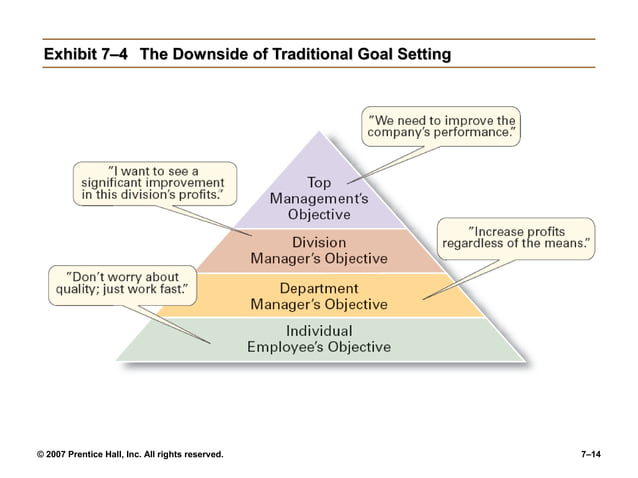 Exhibit 7–4 The Downside of Traditional Goal Setting
"We need to improve the
company's performance."
"I want to see a
significant improvement
in this division's profits."
Top
Management's
Objective
"Increase profits
regardless of the means."
Division
Manager's Objective
"Don't worry about
quality; just work fast."
Department
Manager's Objective
Individual
Employee's Objective
© 2007 Prentice Hall, Inc. All rights reserved.
7–14